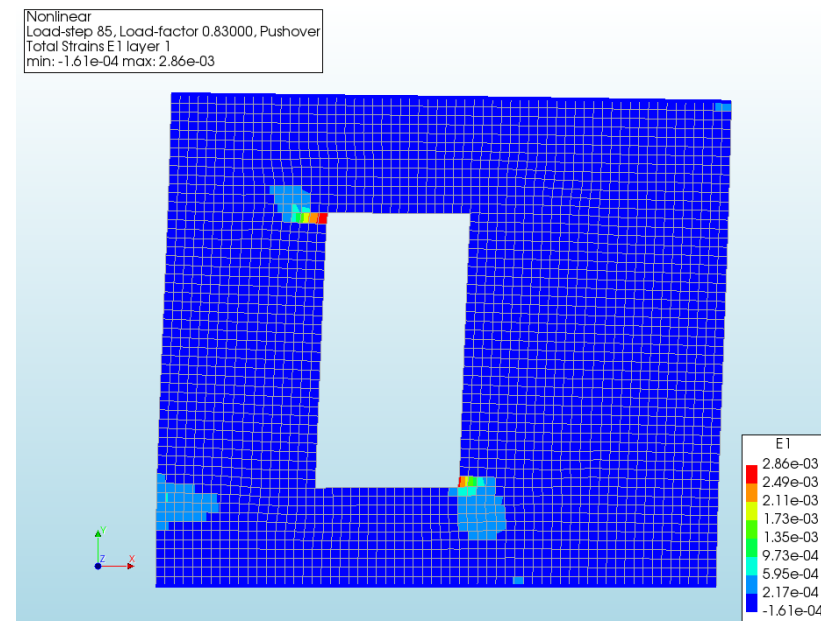 Nonlinear
Load-step 85, Load-factor 0.83000, Pushover
Total Strains E1 layer 1
min: -1.61e-04 max: 2.86e-03
Y
Z X
E1
2.86e-03
2.49e-03
2.11e-03
1.73e-03
1.35e-03
9.73e-04
5.95e-04
2.17e-04
-1.61e-04